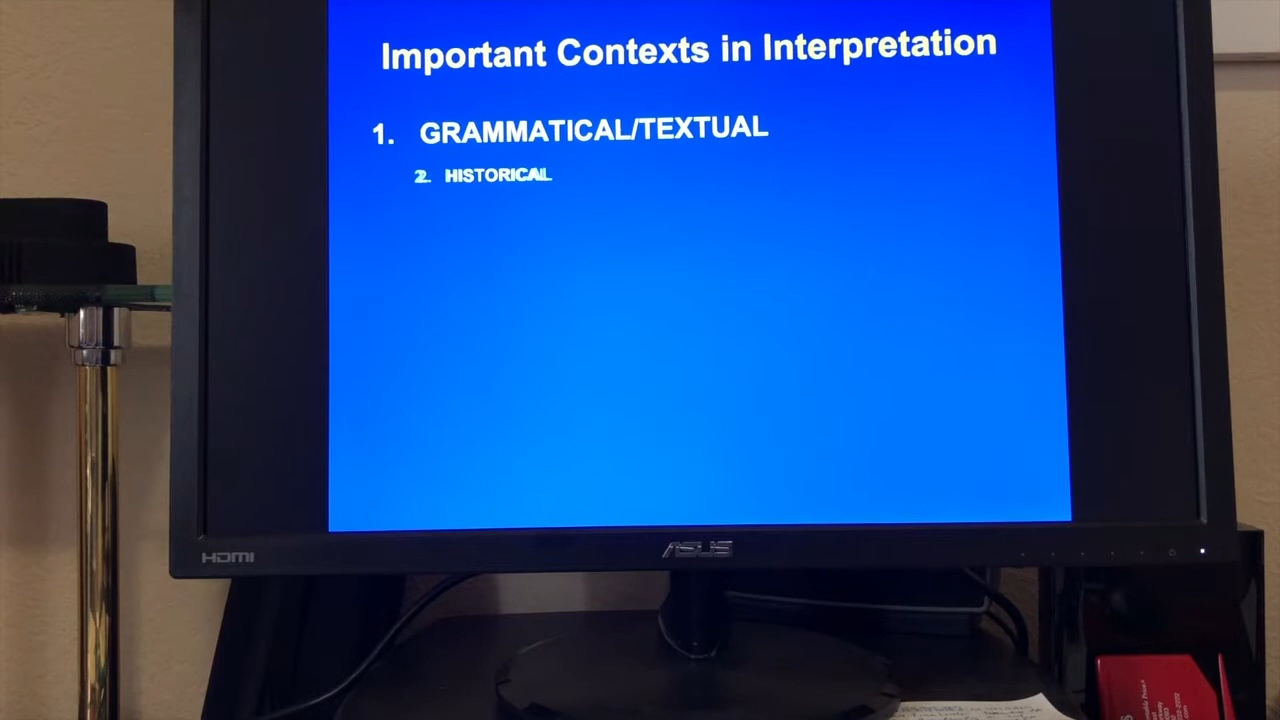 Important Contexts in Interpretation
1. GRAMMATICAL/TEXTUAL
2. HISTORICAL
HDMI
ASUS